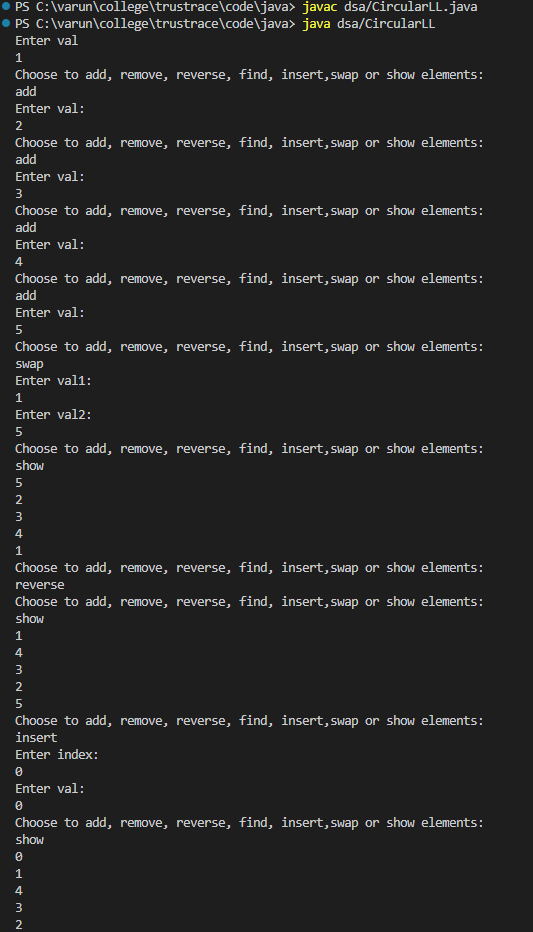 PS C:\varun\college\trustrace\code\java> javac dsa/CircularLL.java
PS C:\varun\college\trustrace\code\java> java dsa/CircularLL
Enter val
1
Choose to add, remove, reverse, find, insert,swap or show elements:
add
Enter val:
2
Choose to add, remove, reverse, find, insert,swap or show elements:
add
Enter val:
3
Choose to add, remove, reverse, find, insert,swap or show elements:
add
Enter val:
4
Choose to add, remove, reverse, find, insert,swap or show elements:
add
Enter val:
5
Choose to add, remove, reverse, find, insert,swap or show elements:
swap
Enter val1:
1
Enter val2:
5
Choose to add, remove, reverse, find, insert,swap or show elements:
show
5
2
3
4
1
Choose to add, remove, reverse, find, insert,swap or show elements:
reverse
Choose to add, remove, reverse, find, insert,swap or show elements:
show
1
4
3
2
5
Choose to add, remove, reverse, find, insert,swap or show elements:
insert
Enter index:
0
Enter val:
0
Choose to add, remove, reverse, find, insert,swap or show elements:
show
0
1
4
3
2